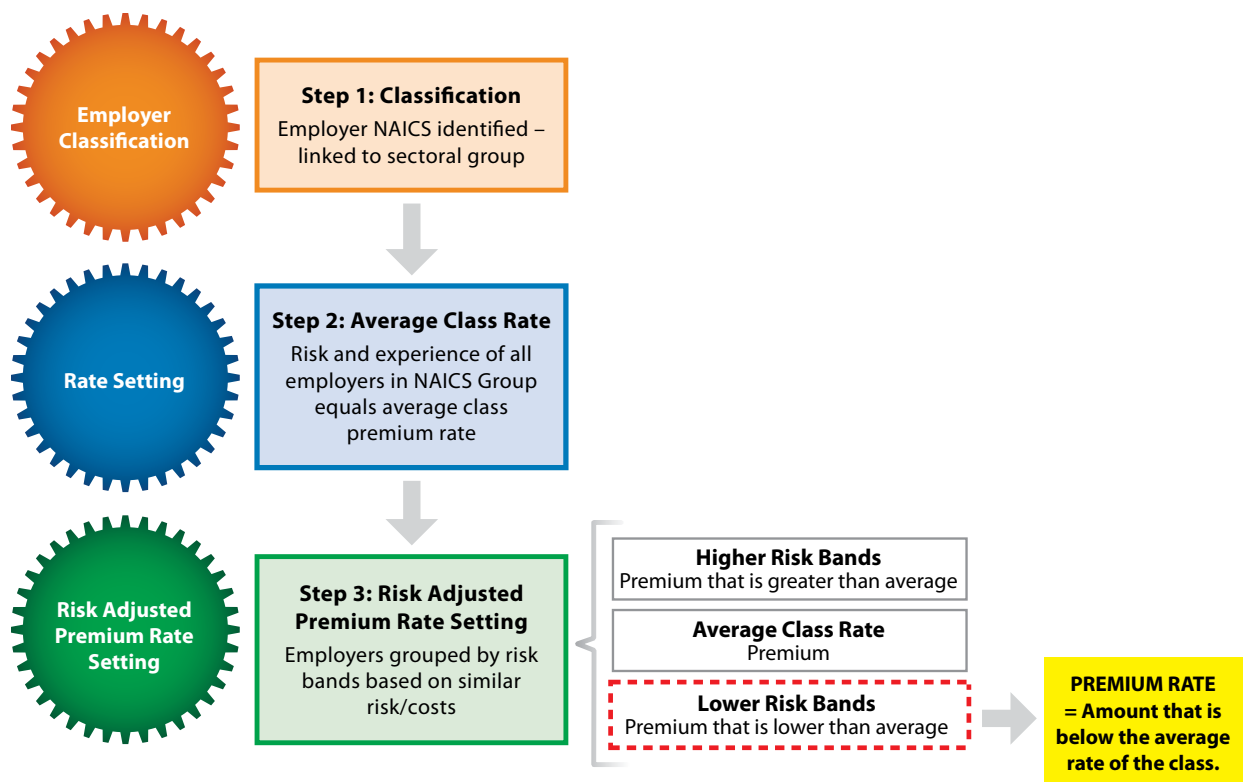 Employer
Classification
Step 1: Classification
Employer NAICS identified –
linked to sectoral group
Rate Setting
Step 2: Average Class Rate
Risk and experience of all
employers in NAICS Group
equals average class
premium rate
Risk Adjusted
Premium Rate
Setting
Step 3: Risk Adjusted
Premium Rate Setting
Employers grouped by risk
bands based on similar
risk/costs
Higher Risk Bands
Premium that is greater than average
Average Class Rate
Premium
Lower Risk Bands
Premium that is lower than average
PREMIUM RATE
= Amount that is
below the average
rate of the class.